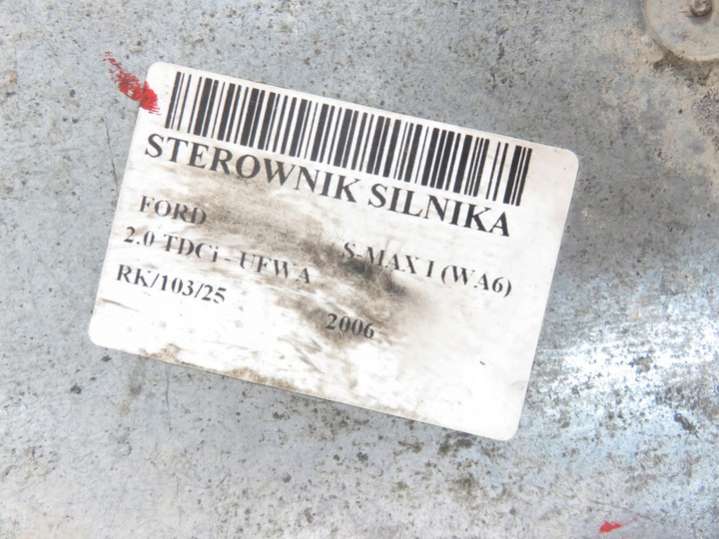 STEROWNIK SILNIKA
FORD S-MAX I (WA6)
2.0 TDCi - UFWA
RK/103/25 2006